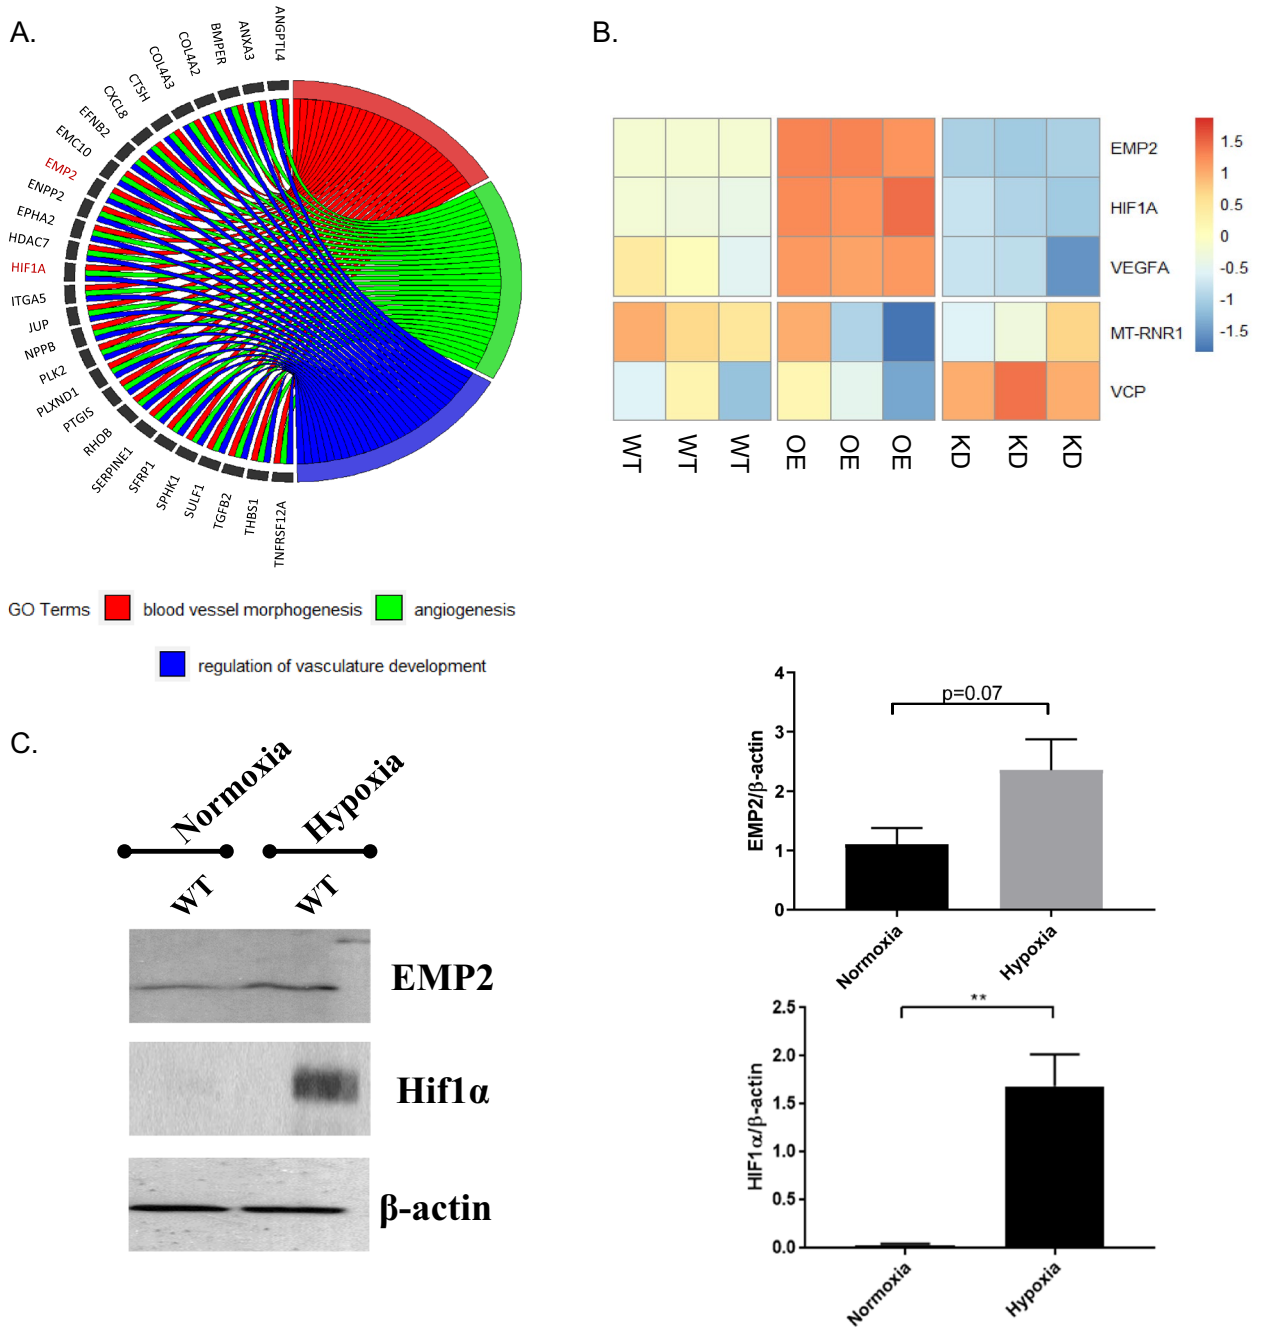 A.
ANGPTL4
ANXA3
BMPER
COL4A2
COL4A3
CTSH
CXCL8
EFNB2
EMC10
EMP2
ENPP2
EPHA2
HDAC7
HIF1A
ITGA5
JUP
NPPB
PLK2
PLXND1
PTGIS
RHOB
SERPINE1
SFRP1
SPHK1
SULF1
TGFB2
THBS1
TNFRSF12A
GO Terms blood vessel morphogenesis angiogenesis
regulation of vasculature development
B.
EMP2
HIF1A
VEGFA
MT-RNR1
VCP
WT WT WT OE OE OE KD KD KD
1.5
1
0.5
0
-0.5
-1
-1.5
C.
Normoxia Hypoxia
WT WT
EMP2
Hif1α
β-actin
4
3
2
1
0
EMP2/β-actin
p=0.07
Normoxia Hypoxia
2.5
2.0
1.5
1.0
0.5
0.0
HIF1α/β-actin
**
Normoxia Hypoxia